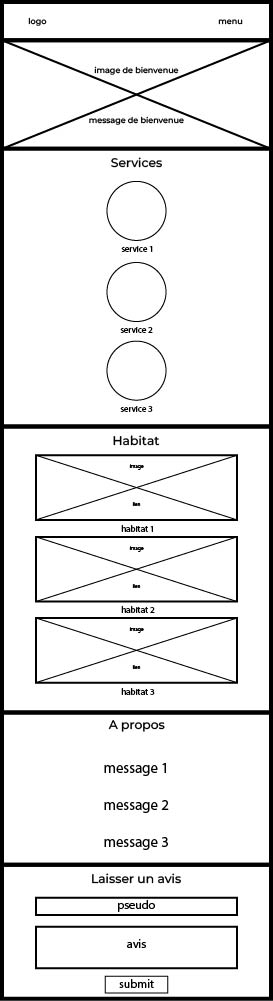 logo menu
image de bienvenue
message de bienvenue
Services
service 1
service 2
service 3
Habitat
image
lien
habitat 1
image
lien
habitat 2
image
lien
habitat 3
A propos
message 1
message 2
message 3
Laisser un avis
pseudo
avis
submit